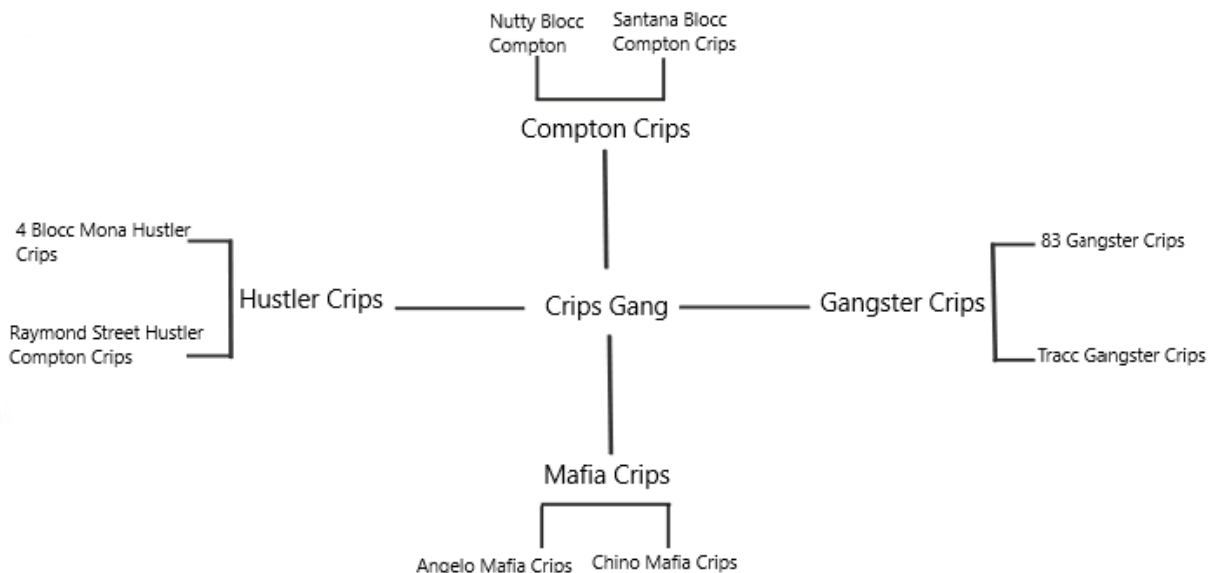 Nutty Blocc
Compton
Santana Blocc
Compton Crips
Compton Crips
4 Blocc Mona Hustler
Crips
Hustler Crips
Raymond Street Hustler
Compton Crips
Crips Gang
Gangster Crips
83 Gangster Crips
Tracc Gangster Crips
Mafia Crips
Angelo Mafia Crips
Chino Mafia Crips